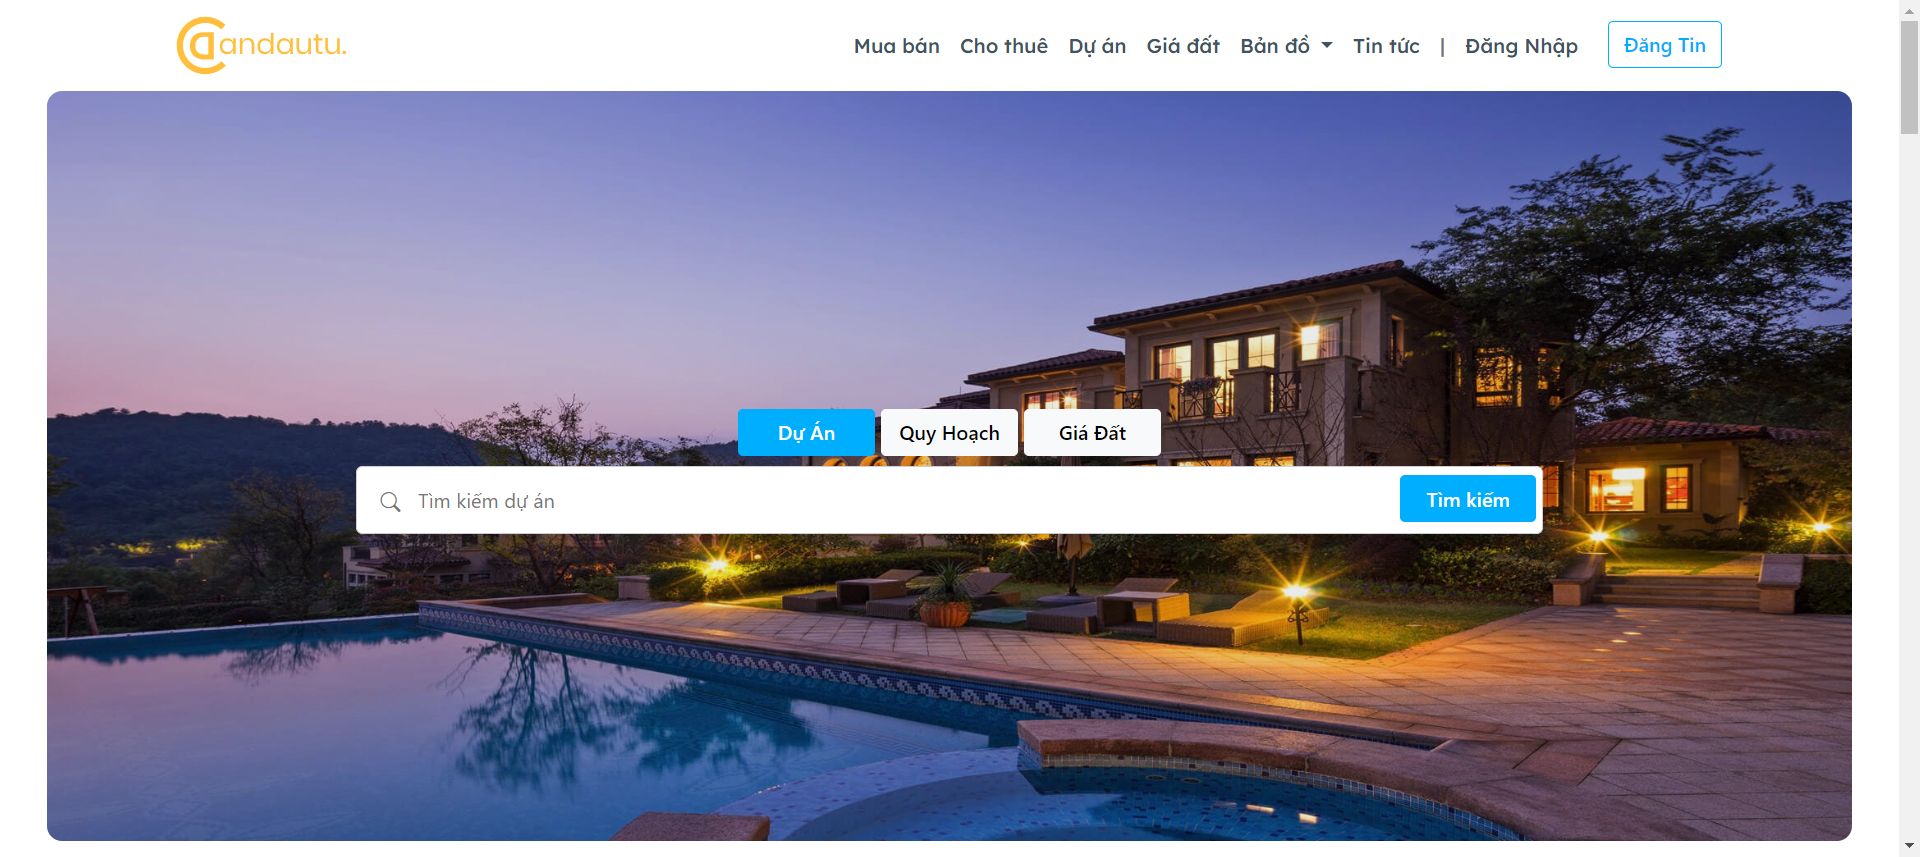 Candautu.
Mua bán Cho thuê Dự án Giá đất Bản đồ Tin tức | Đăng Nhập Đăng Tin
Dự Án Quy Hoạch Giá Đất
Tìm kiếm dự án Tìm kiếm